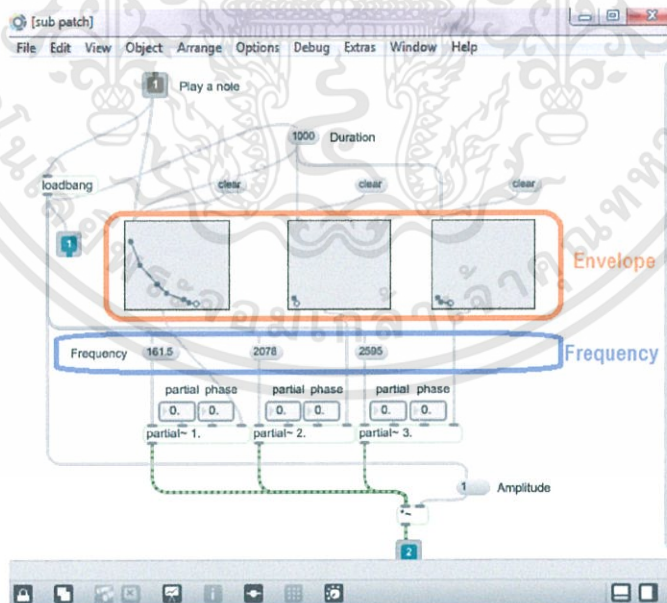 [sub patch]
File Edit View Object Arrange Options Debug Extras Window Help
1 Play a note
1000 Duration
loadbang clear clear clear
1
Envelope
Frequency 161.5 2078 2595 Frequency
partial phase partial phase partial phase
0. 0. 0. 0. 0. 0.
partial~ 1. partial~ 2. partial~ 3.
1 Amplitude
*~
2